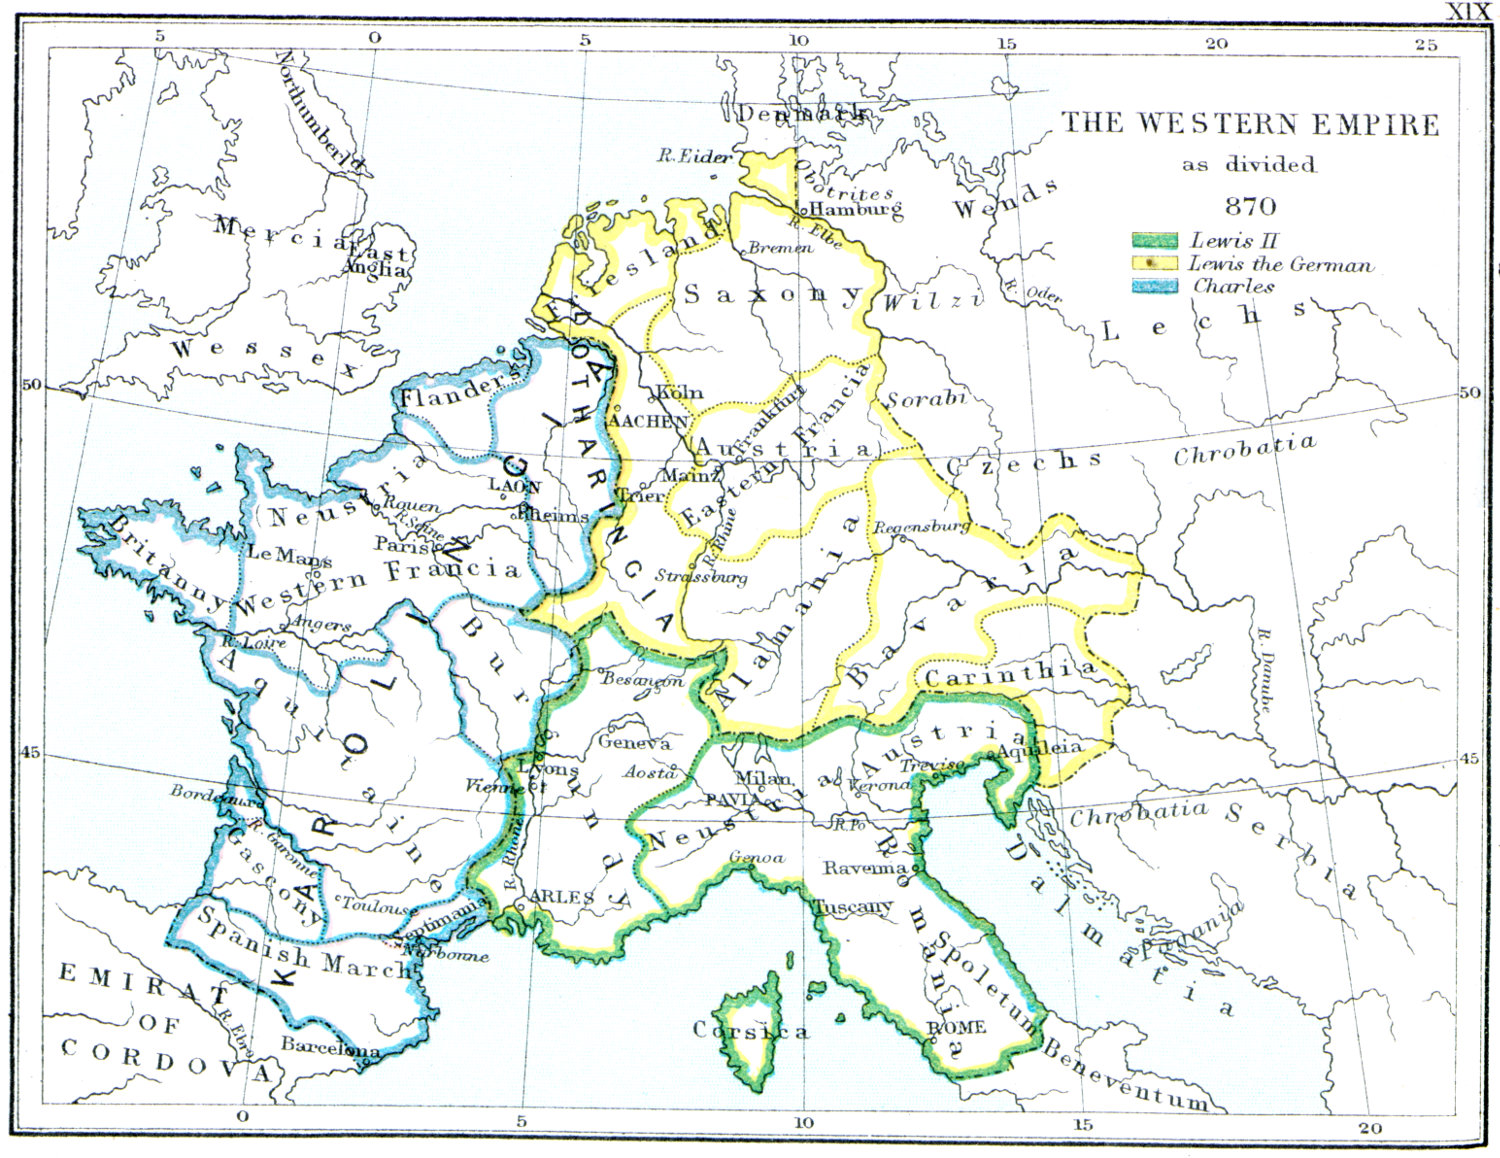 XIX
5 0 5 10 15 20 25
THE WESTERN EMPIRE
as divided
870
Lewis II
Lewis the German
Charles
Northumberld
Denmark
R. Eider
Obotrites
Hamburg
Wends
Mercia
East
Anglia
R. Elbe
Bremen
Friesland
Saxony
Wilzi
R. Oder
Lechs
Wessex
50
50
Flanders
Köln
AACHEN
Frankfurt
Sorabi
LOTHARINGIA
(Austria)
Eastern Francia
Czechs
Chrobatia
KAROLINGIA
LAON
Mainz
Trier
(Neustria
Rouen
R. Seine
Rheims
Regensburg
Britanny
Le Mans
Paris
R. Rhine
Western Francia
Strassburg
Alamania
Bavaria
Angers
R. Loire
Burgundy
R. Danube
Aquitaine
Besançon
Carinthia
45
45
Geneva
Austria
Aquileia
Lyons
Aosta
Milan
Treviso
Vienne
PAVIA
Verona
Bordeaux
Neustria
R. Po
Chrobatia
Serbia
R. Garonne
Gascony
R. Rhone
Genoa
Ravenna
Romania
Dalmatia
Toulouse
ARLES
Tuscany
Septimania
Narbonne
Spanish March
Spoletum
Pagania
EMIRAT
OF
CORDOVA
R. Ebro
Barcelona
Corsica
ROME
Beneventum
0 5 10 15 20